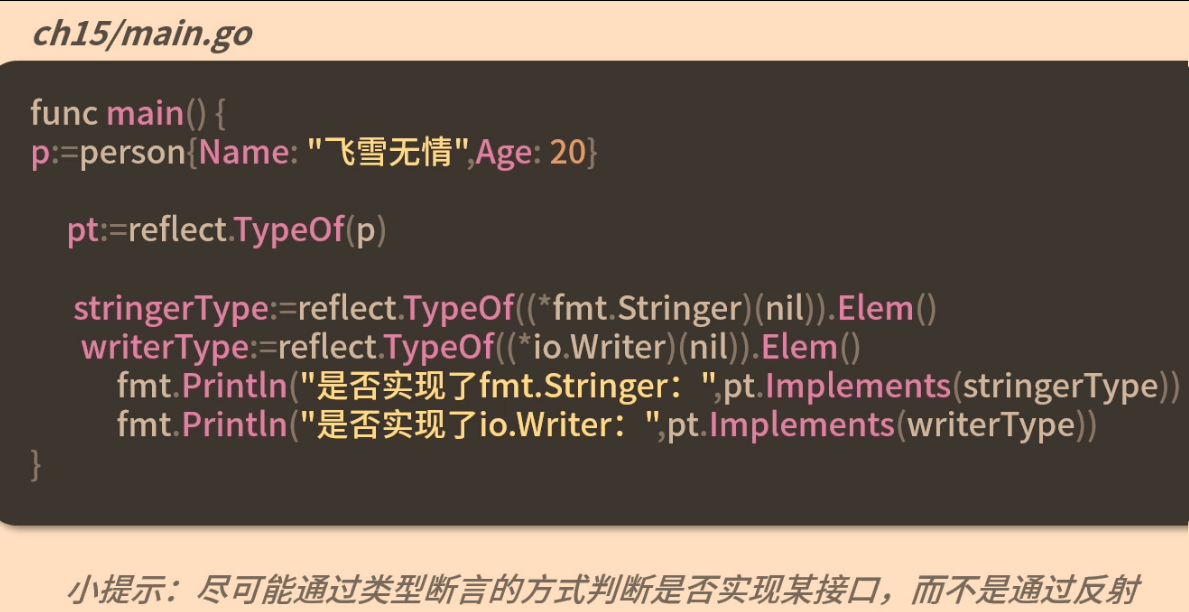 ch15/main.go
func main() {
p:=person{Name: "飞雪无情",Age: 20}
pt:=reflect.TypeOf(p)
stringerType:=reflect.TypeOf((*fmt.Stringer)(nil)).Elem()
writerType:=reflect.TypeOf((*io.Writer)(nil)).Elem()
fmt.Println("是否实现了fmt.Stringer：",pt.Implements(stringerType))
fmt.Println("是否实现了io.Writer：",pt.Implements(writerType))
}
小提示：尽可能通过类型断言的方式判断是否实现某接口，而不是通过反射